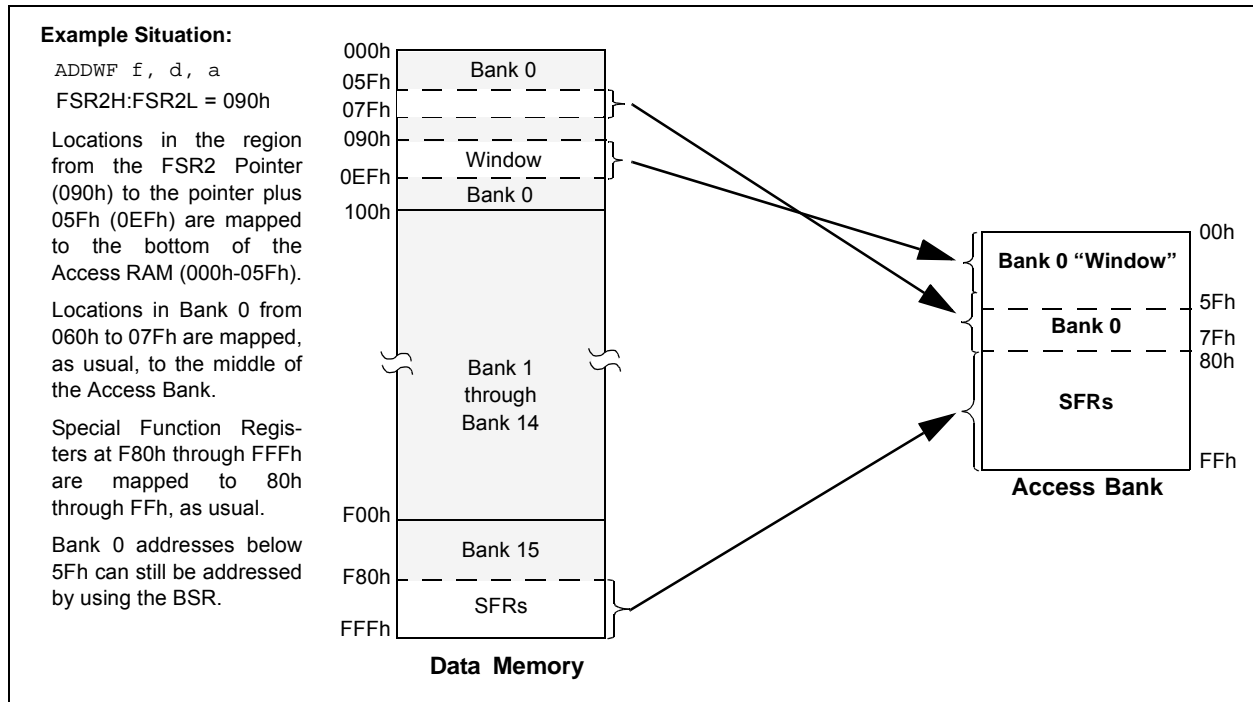 Example Situation:
ADDWF f, d, a
FSR2H:FSR2L = 090h
Locations in the region
from the FSR2 Pointer
(090h) to the pointer plus
05Fh (0EFh) are mapped
to the bottom of the
Access RAM (000h-05Fh).
Locations in Bank 0 from
060h to 07Fh are mapped,
as usual, to the middle of
the Access Bank.
Special Function Regis-
ters at F80h through FFFh
are mapped to 80h
through FFh, as usual.
Bank 0 addresses below
5Fh can still be addressed
by using the BSR.
000h
05Fh
07Fh
090h
0EFh
100h
F00h
F80h
FFFh
Bank 0
Window
Bank 0
Bank 1
through
Bank 14
Bank 15
SFRs
Data Memory
Bank 0 “Window”
Bank 0
SFRs
00h
5Fh
7Fh
80h
FFh
Access Bank